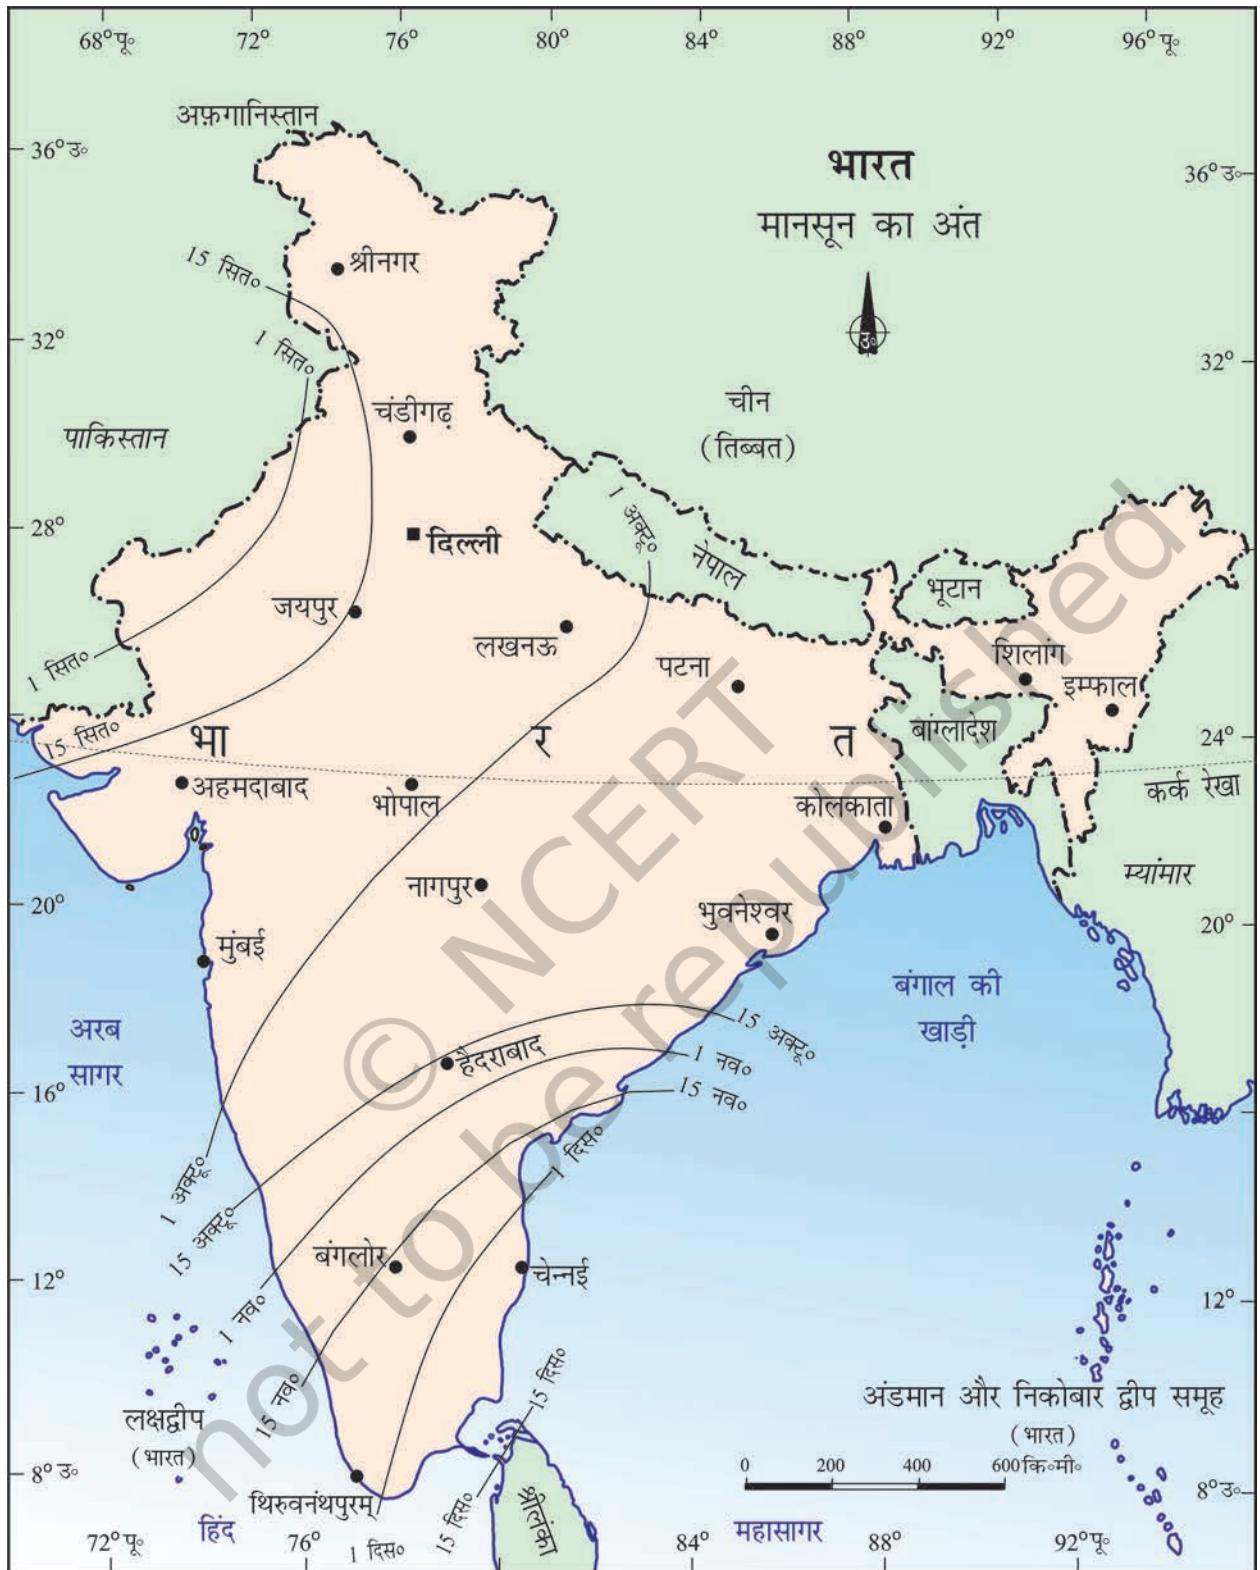 68° पू॰ 72° 76° 80° 84° 88° 92° 96° पू॰
अफ़गानिस्तान
36° उ॰
भारत
36° उ॰
मानसून का अंत
15 सित॰
श्रीनगर
उ॰
32°
1 सित॰
32°
चीन
(तिब्बत)
चंडीगढ़
पाकिस्तान
1 अक्टू॰
28°
दिल्ली
नेपाल
भूटान
जयपुर
लखनऊ
पटना
शिलांग
1 सित॰
इम्फाल
15 सित॰
भा र त
बांग्लादेश
24°
अहमदाबाद
भोपाल
कोलकाता
कर्क रेखा
म्यांमार
नागपुर
20°
भुवनेश्वर
20°
मुंबई
बंगाल की
खाड़ी
अरब
सागर
15 अक्टू॰
हैदराबाद
1 नव॰
16°
15 नव॰
1 दिस॰
1 अक्टू॰
15 अक्टू॰
बंगलोर
चेन्नई
12°
12°
1 नव॰
15 दिस॰
15 नव॰
लक्षद्वीप
(भारत)
अंडमान और निकोबार द्वीप समूह
(भारत)
0 200 400 600 कि॰मी॰
8° उ॰
8° उ॰
थिरुवनंथपुरम्
15 दिस॰
श्रीलंका
हिंद
महासागर
1 दिस॰
72° पू॰ 76° 84° 88° 92° पू॰
© NCERT
not to be republished